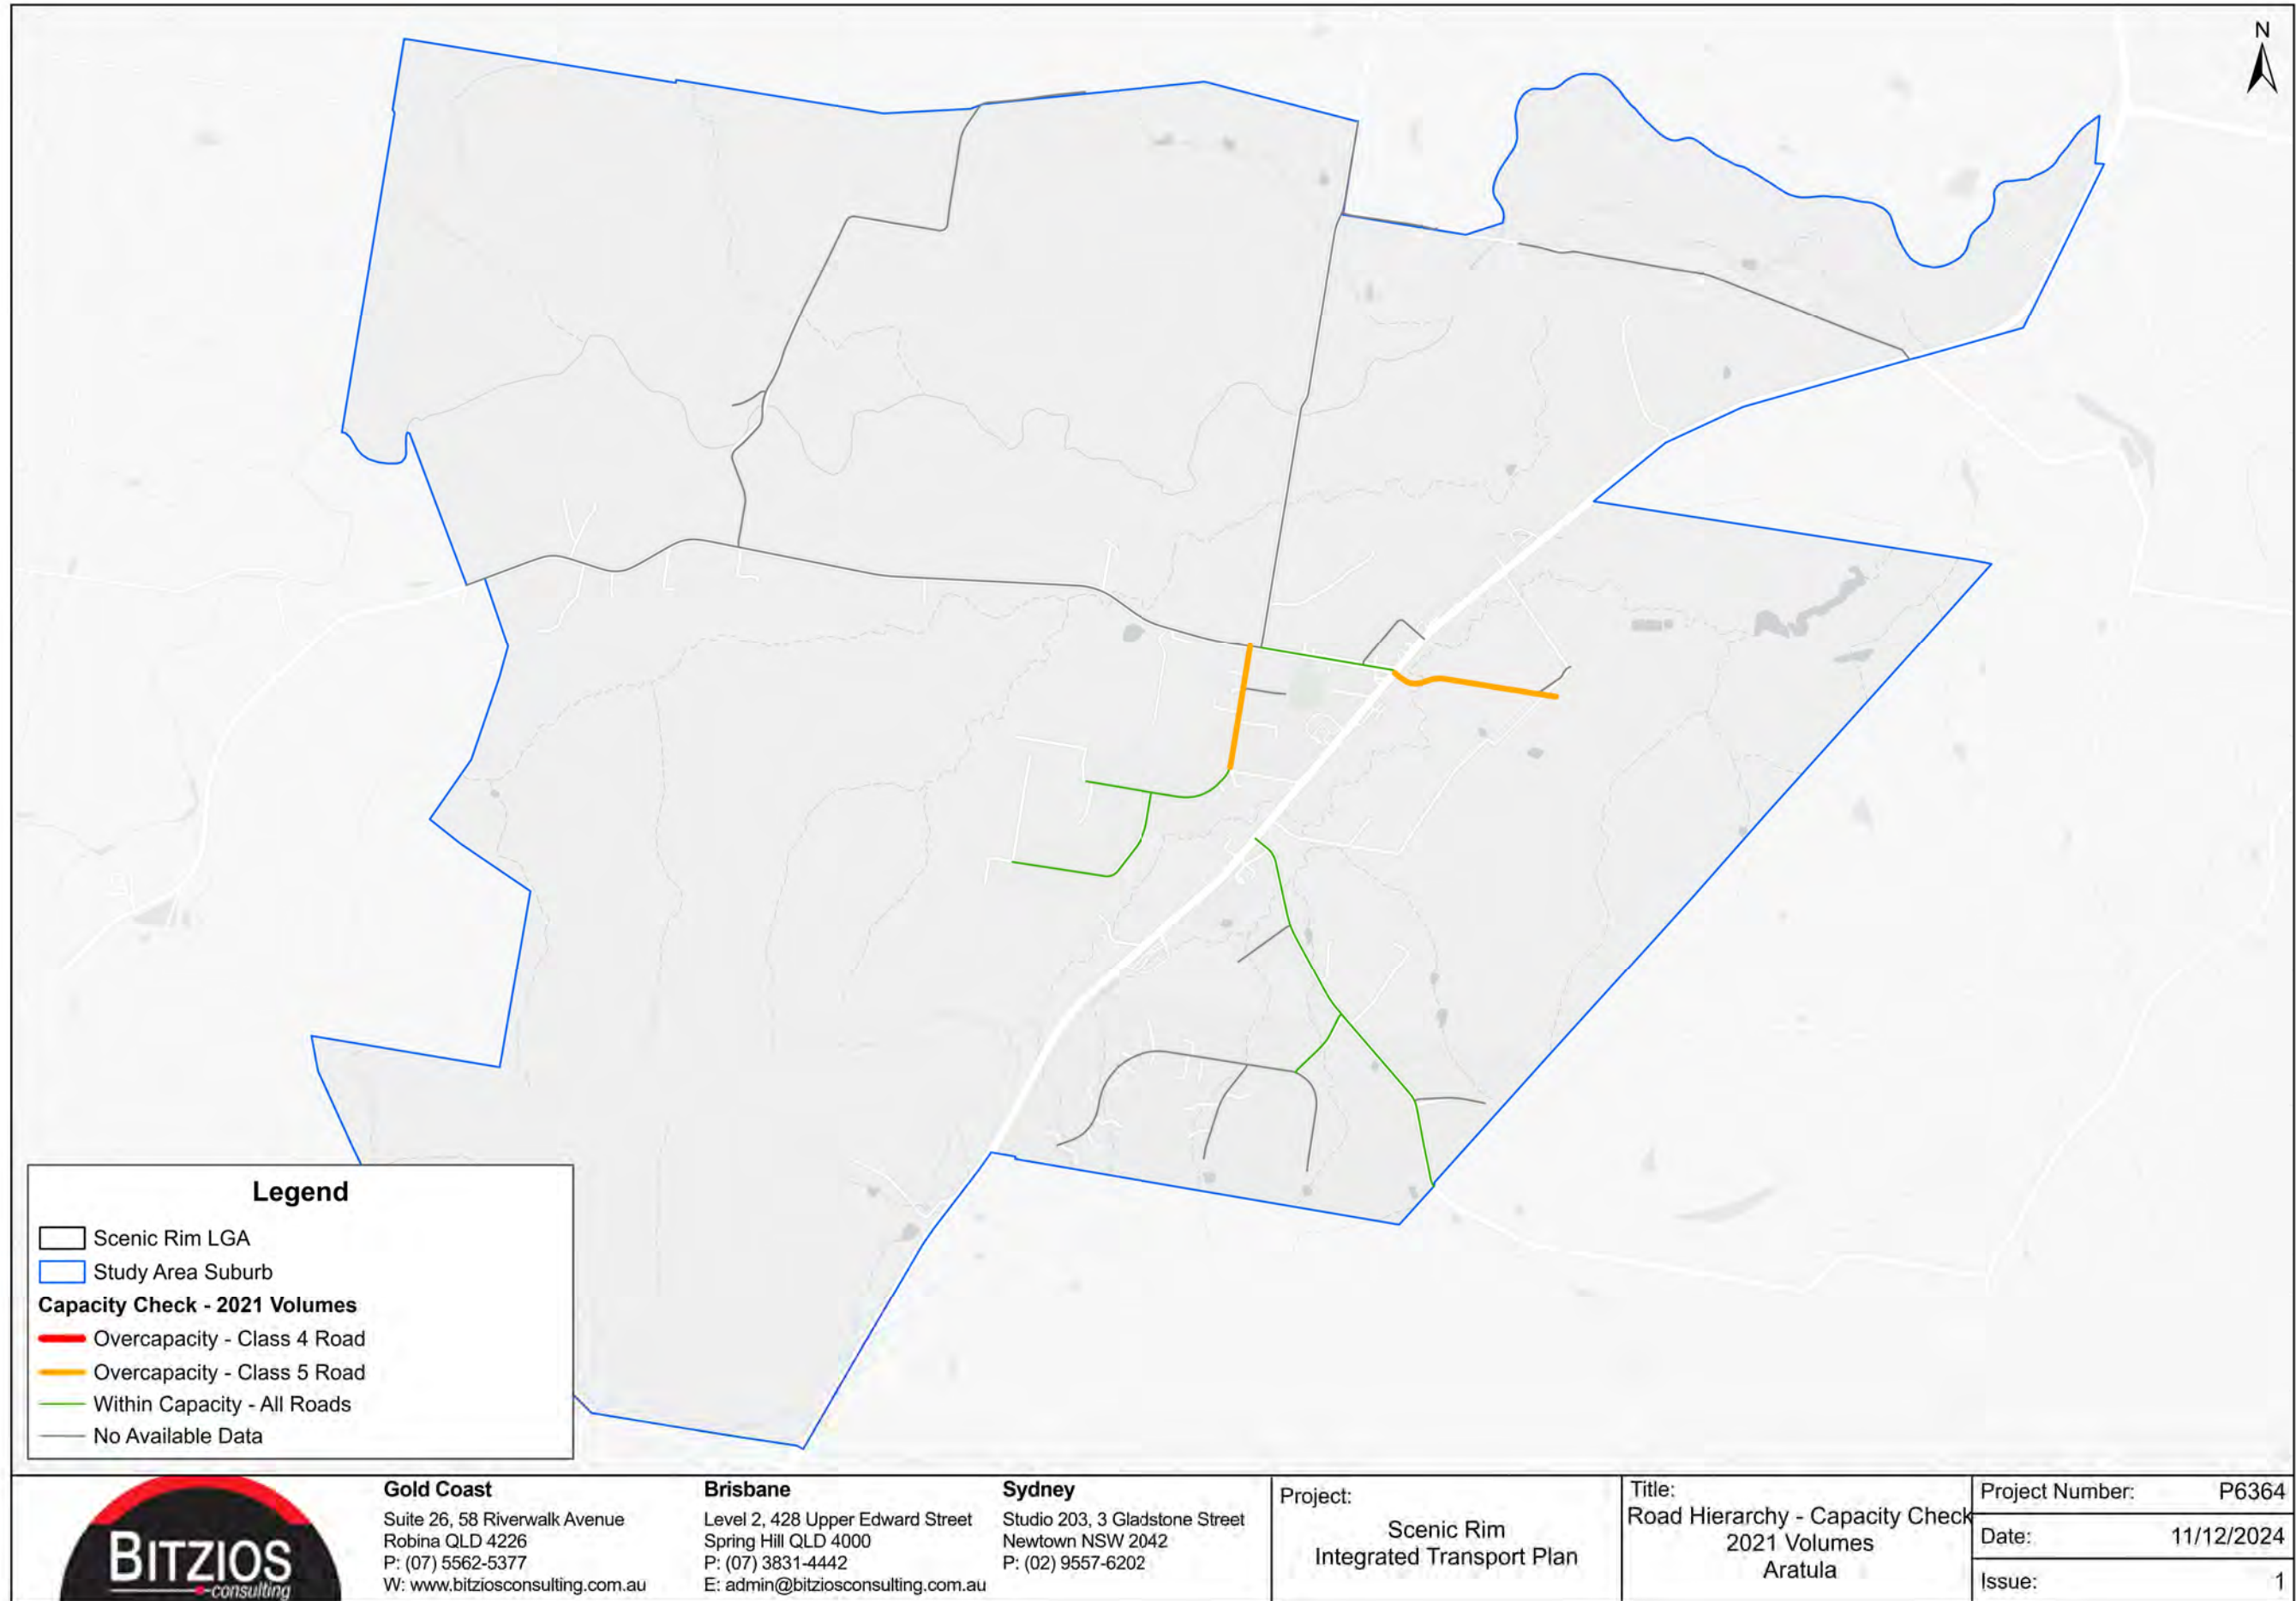 N
Legend
Scenic Rim LGA
Study Area Suburb
Capacity Check - 2021 Volumes
Overcapacity - Class 4 Road
Overcapacity - Class 5 Road
Within Capacity - All Roads
No Available Data
BITZIOS
consulting
Gold Coast
Suite 26, 58 Riverwalk Avenue
Robina QLD 4226
P: (07) 5562-5377
W: www.bitziosconsulting.com.au
Brisbane
Level 2, 428 Upper Edward Street
Spring Hill QLD 4000
P: (07) 3831-4442
E: admin@bitziosconsulting.com.au
Sydney
Studio 203, 3 Gladstone Street
Newtown NSW 2042
P: (02) 9557-6202
Project:
Scenic Rim
Integrated Transport Plan
Title:
Road Hierarchy - Capacity Check
2021 Volumes
Aratula
Project Number: P6364
Date: 11/12/2024
Issue: 1